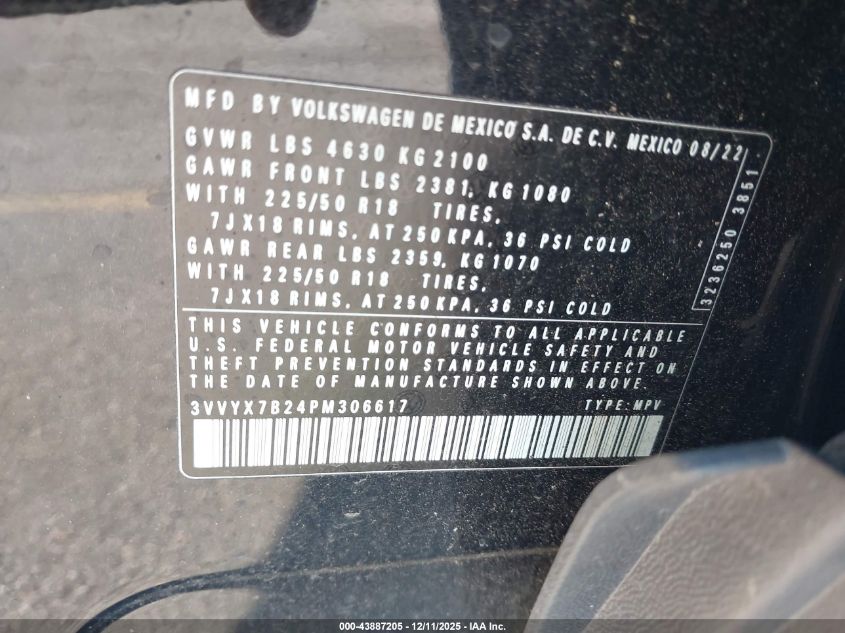 MFD BY VOLKSWAGEN DE MEXICO S.A. DE C.V. MEXICO 08/22
GVWR LBS 4630 KG 2100
GAWR FRONT LBS 2381, KG 1080
WITH 225/50 R18 TIRES,
7JX18 RIMS, AT 250 KPA, 36 PSI COLD
GAWR REAR LBS 2359, KG 1070
WITH 225/50 R18 TIRES,
7JX18 RIMS, AT 250 KPA, 36 PSI COLD
3236250 3851
THIS VEHICLE CONFORMS TO ALL APPLICABLE
U.S. FEDERAL MOTOR VEHICLE SAFETY AND
THEFT PREVENTION STANDARDS IN EFFECT ON
THE DATE OF MANUFACTURE SHOWN ABOVE.
3VVYX7B24PM306617 TYPE: MPV
000-43887205 - 12/11/2025 - IAA Inc.